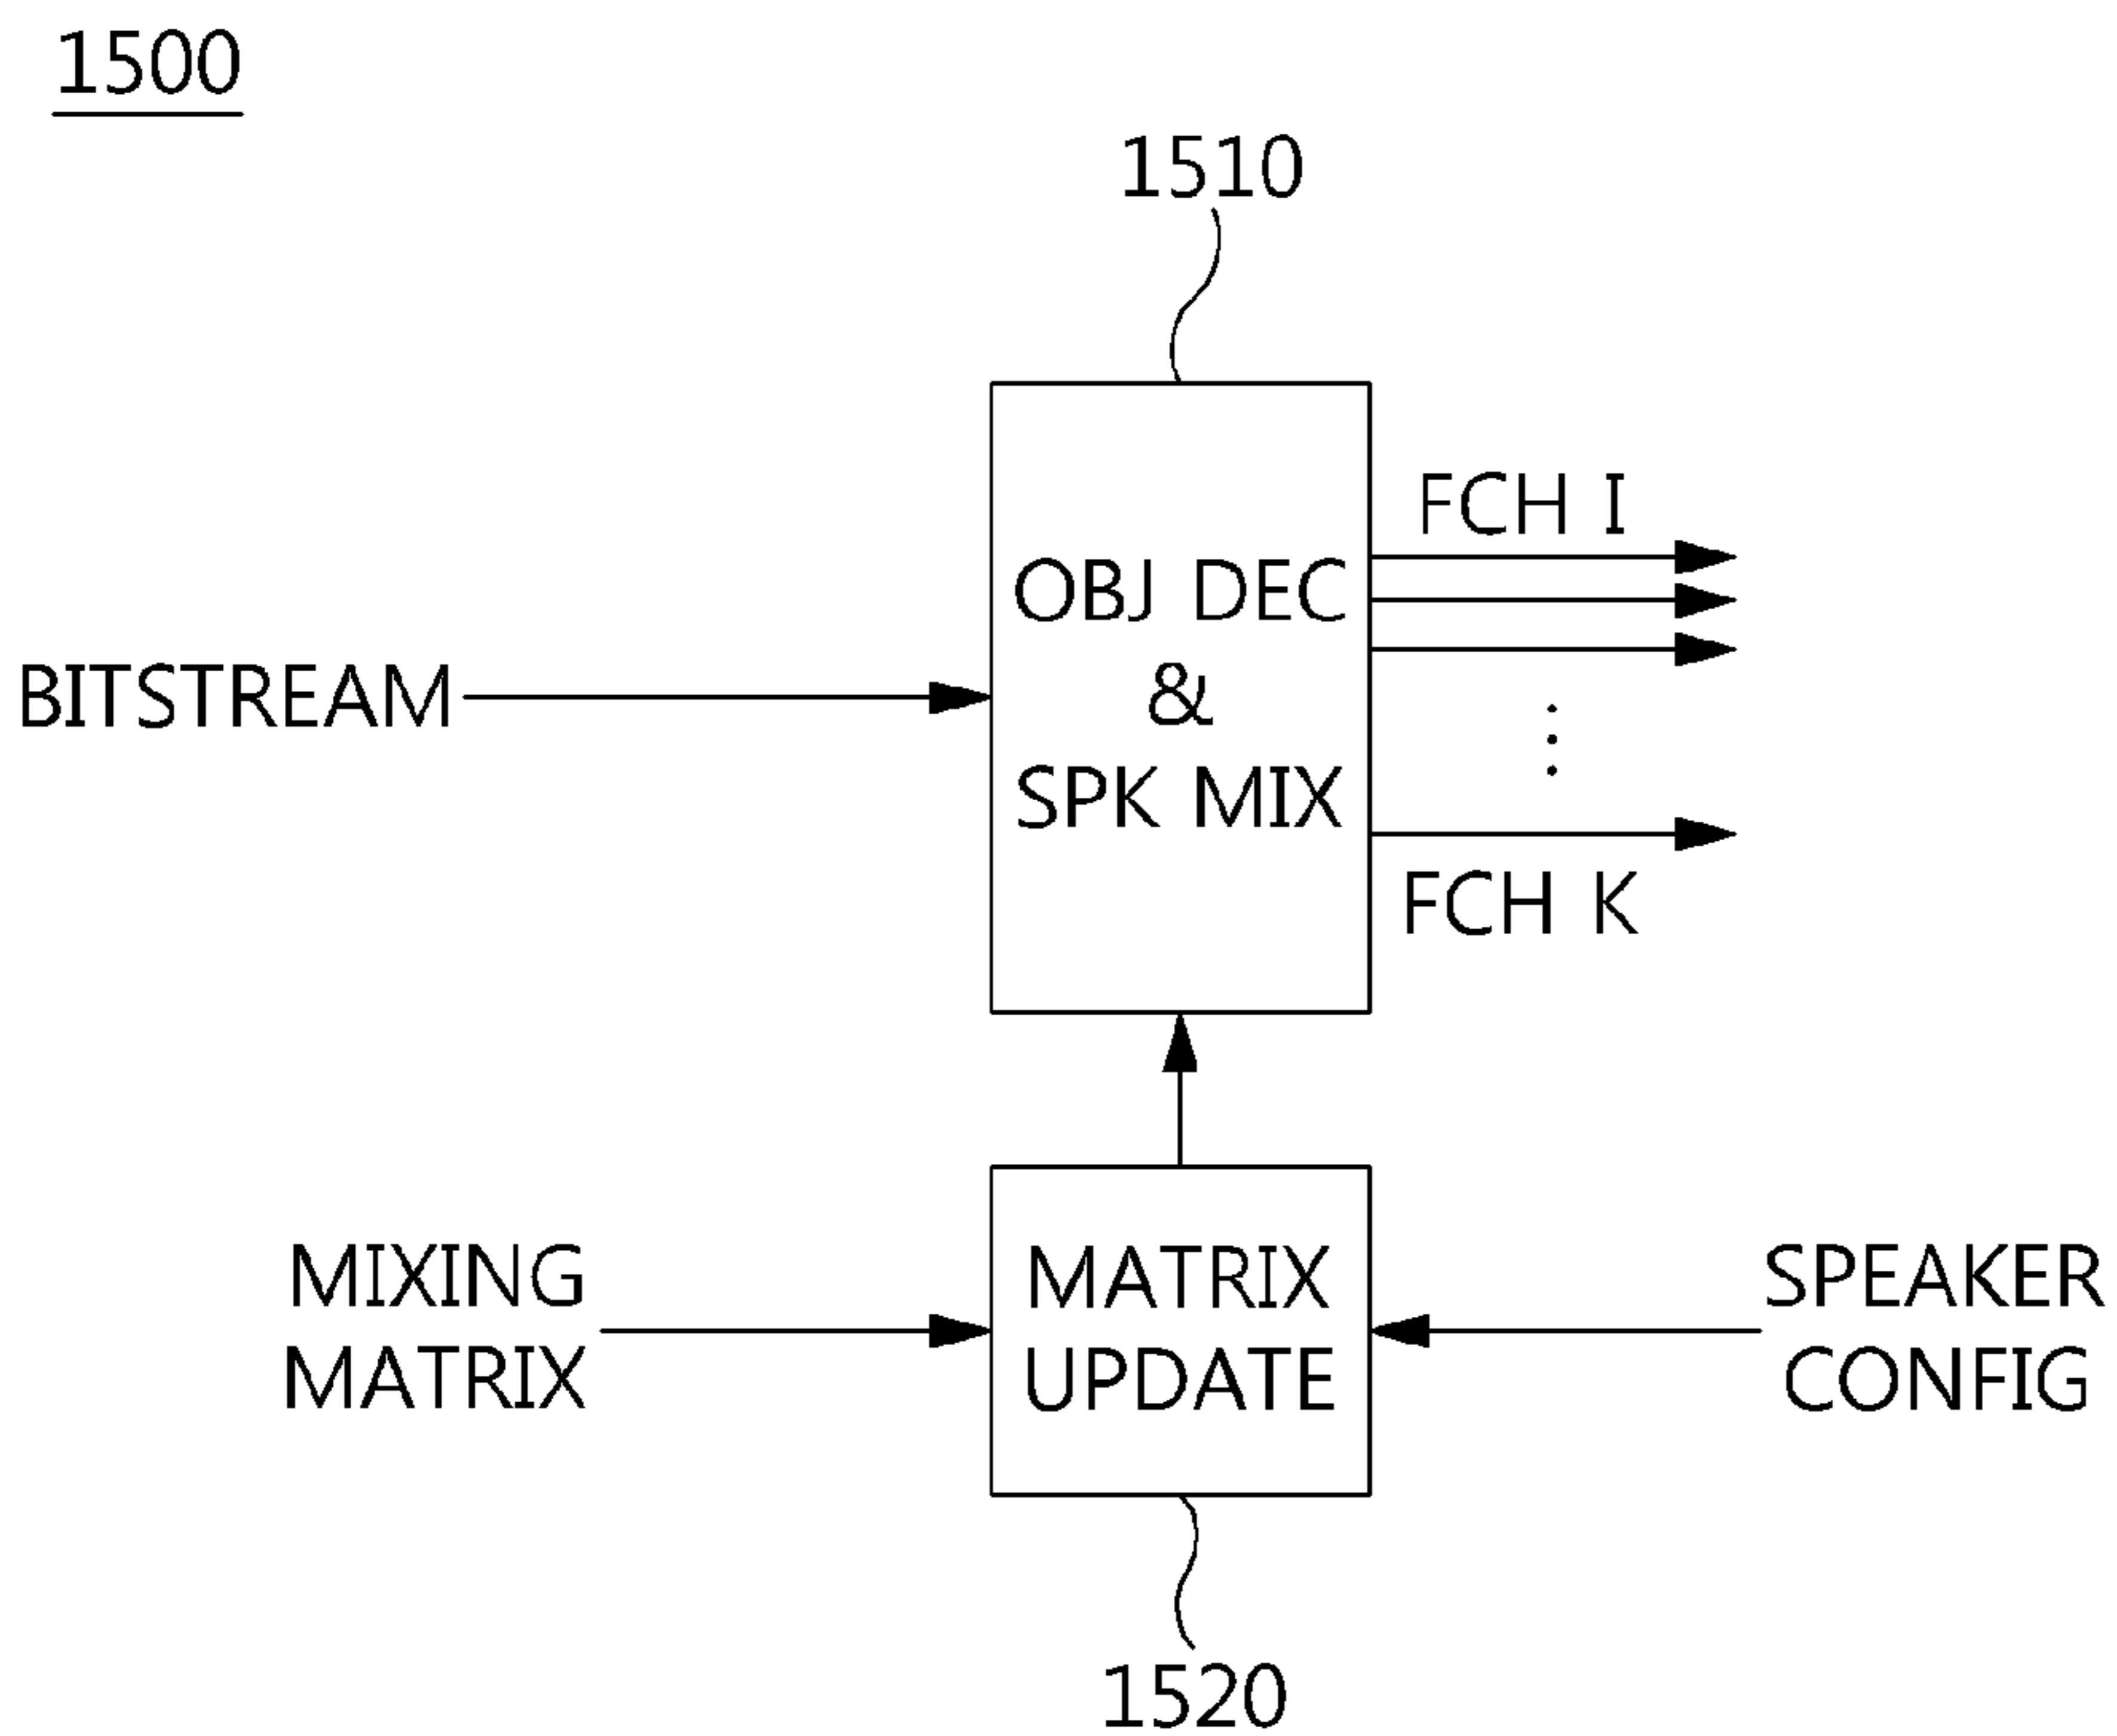 1500
1510
FCH I
OBJ DEC
&
SPK MIX
BITSTREAM
FCH K
MIXING
MATRIX
MATRIX
UPDATE
SPEAKER
CONFIG
1520